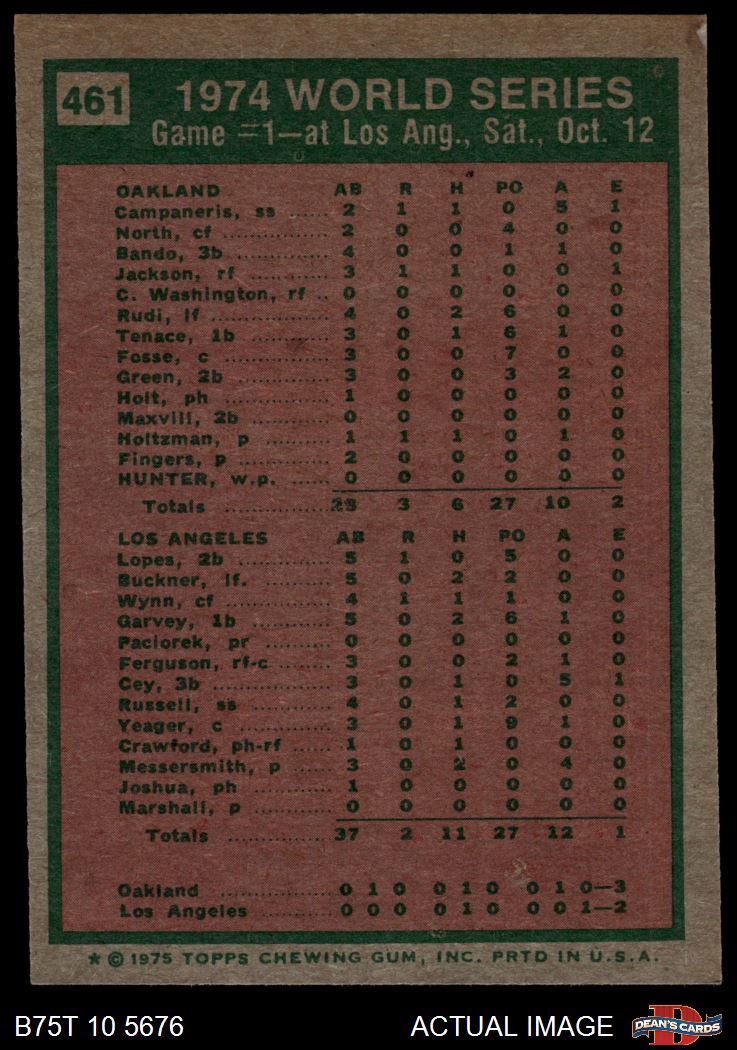 461
1974 WORLD SERIES
Game =1—at Los Ang., Sat., Oct. 12
OAKLAND AB R H PO A E
Campaneris, ss ...... 2 1 1 0 5 1
North, cf ............... 2 0 0 4 0 0
Bando, 3b ............. 4 0 0 1 1 0
Jackson, rf ........... 3 1 1 0 0 1
C. Washington, rf .. 0 0 0 0 0 0
Rudi, lf ................ 4 0 2 6 0 0
Tenace, 1b ............ 3 0 1 6 1 0
Fosse, c ............... 3 0 0 7 0 0
Green, 2b ............. 3 0 0 3 2 0
Holt, ph ............... 1 0 0 0 0 0
Maxvill, 2b ........... 0 0 0 0 0 0
Holtzman, p .......... 1 1 1 0 1 0
Fingers, p ............. 2 0 0 0 0 0
HUNTER, w.p. ...... 0 0 0 0 0 0
Totals ............ 28 3 6 27 10 2
LOS ANGELES AB R H PO A E
Lopes, 2b ............. 5 1 0 5 0 0
Buckner, lf. .......... 5 0 2 2 0 0
Wynn, cf .............. 4 1 1 1 0 0
Garvey, 1b ............ 5 0 2 6 1 0
Paciorek, pr .......... 0 0 0 0 0 0
Ferguson, rf-c ....... 3 0 0 2 1 0
Cey, 3b ................ 3 0 1 0 5 1
Russell, ss ............ 4 0 1 2 0 0
Yeager, c .............. 3 0 1 9 1 0
Crawford, ph-rf ..... 1 0 1 0 0 0
Messersmith, p ...... 3 0 2 0 4 0
Joshua, ph ............ 1 0 0 0 0 0
Marshall, p ........... 0 0 0 0 0 0
Totals ............ 37 2 11 27 12 1
Oakland ............... 0 1 0 0 1 0 0 1 0—3
Los Angeles .......... 0 0 0 0 1 0 0 0 1—2
★ © 1975 TOPPS CHEWING GUM, INC. PRTD IN U.S.A.
B75T 10 5676 ACTUAL IMAGE
D
DEAN'S CARDS